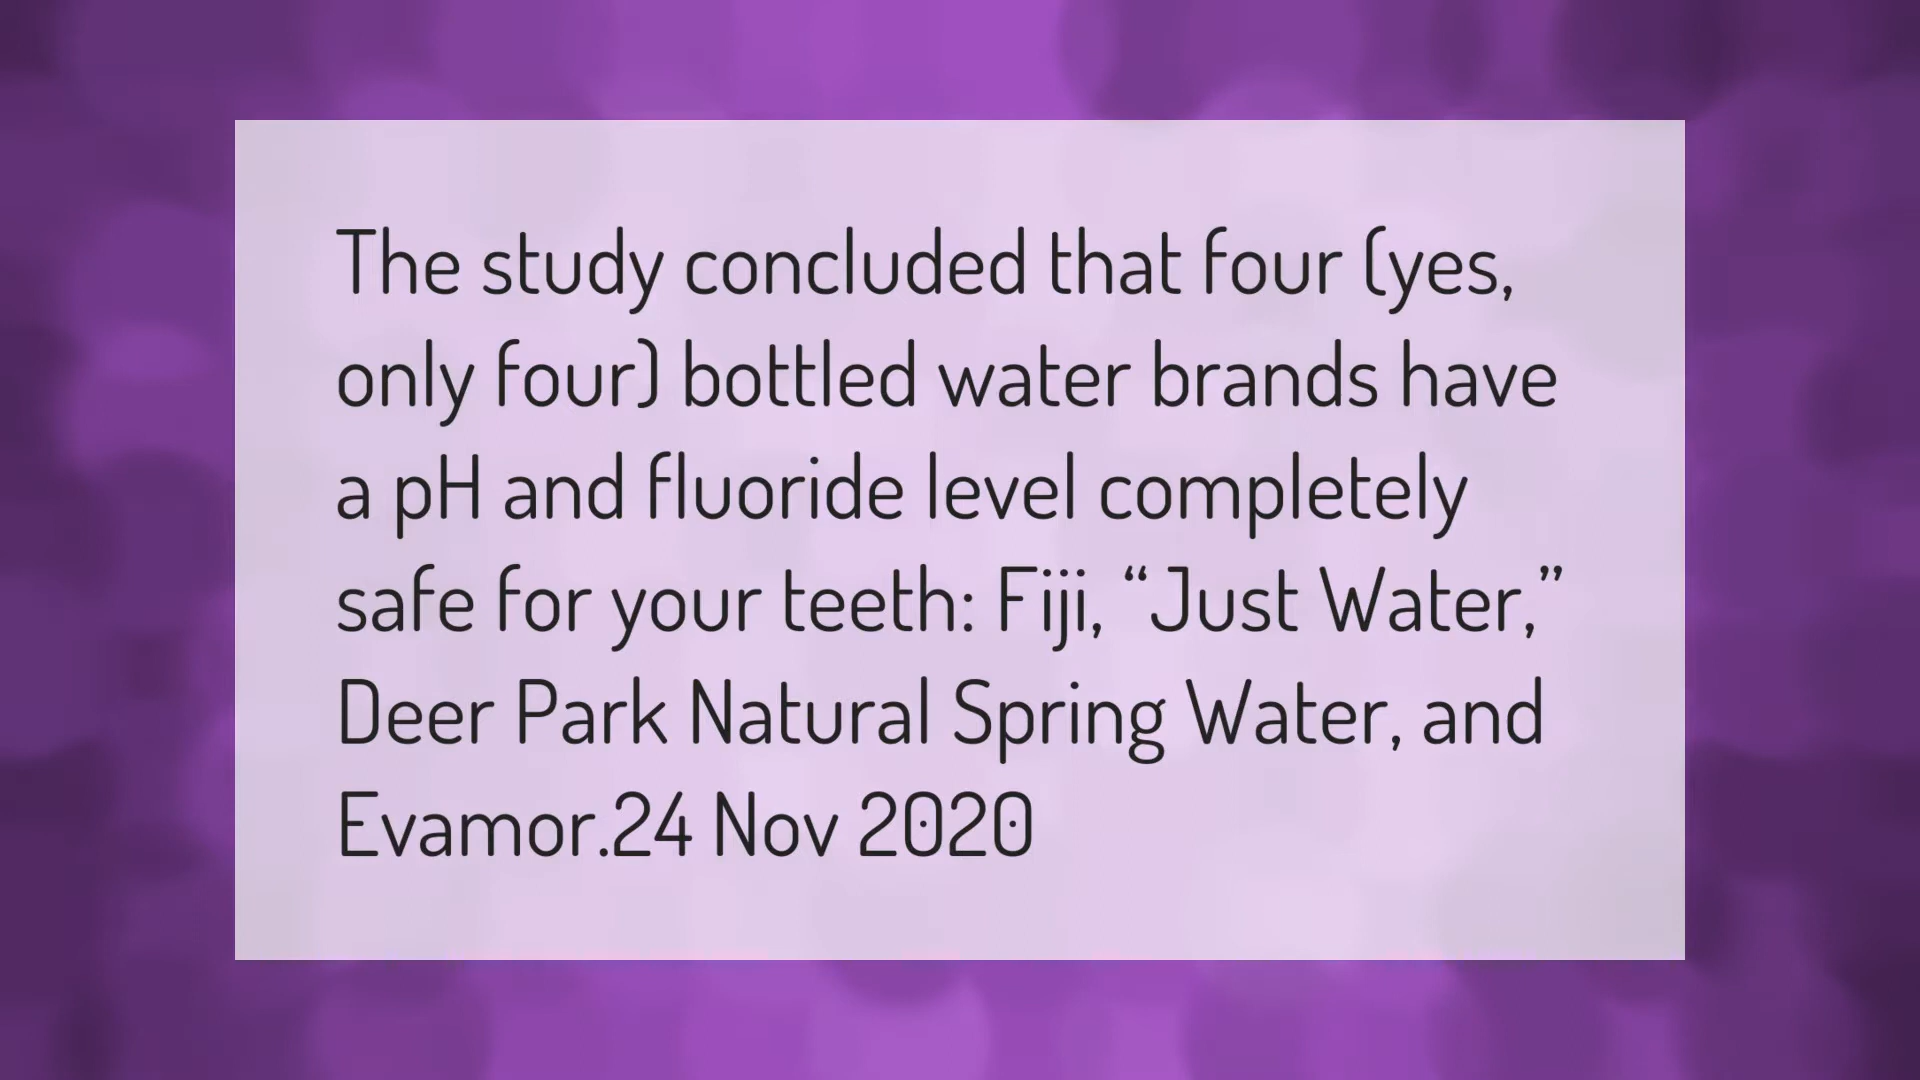 The study concluded that four (yes,
only four) bottled water brands have
a pH and fluoride level completely
safe for your teeth: Fiji, “Just Water,”
Deer Park Natural Spring Water, and
Evamor.24 Nov 2020